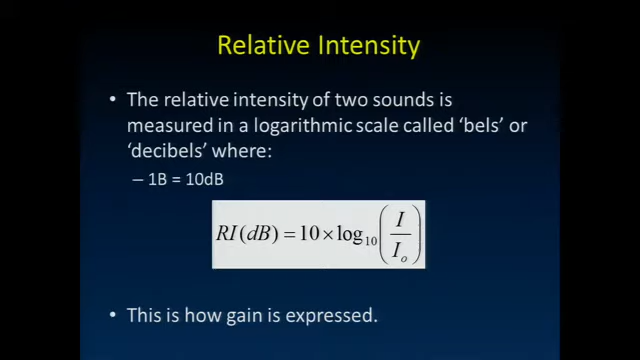 Relative Intensity
• The relative intensity of two sounds is
measured in a logarithmic scale called ‘bels’ or
‘decibels’ where:
– 1B = 10dB
RI(dB) = 10 × log₁₀(I/Iₒ)
• This is how gain is expressed.